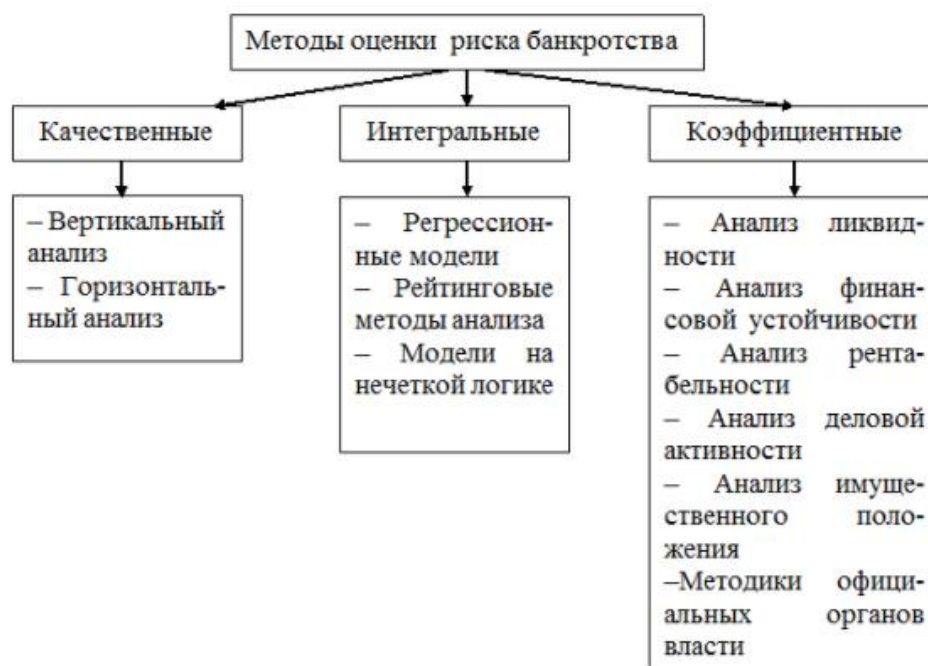 Методы оценки риска банкротства
Качественные
Интегральные
Коэффициентные
– Вертикальный
анализ
– Горизонталь-
ный анализ
– Регрессион-
ные модели
– Рейтинговые
методы анализа
– Модели на
нечеткой логике
– Анализ ликвид-
ности
– Анализ финан-
совой устойчивости
– Анализ рента-
бельности
– Анализ деловой
активности
– Анализ имуще-
ственного поло-
жения
–Методики офици-
альных органов
власти